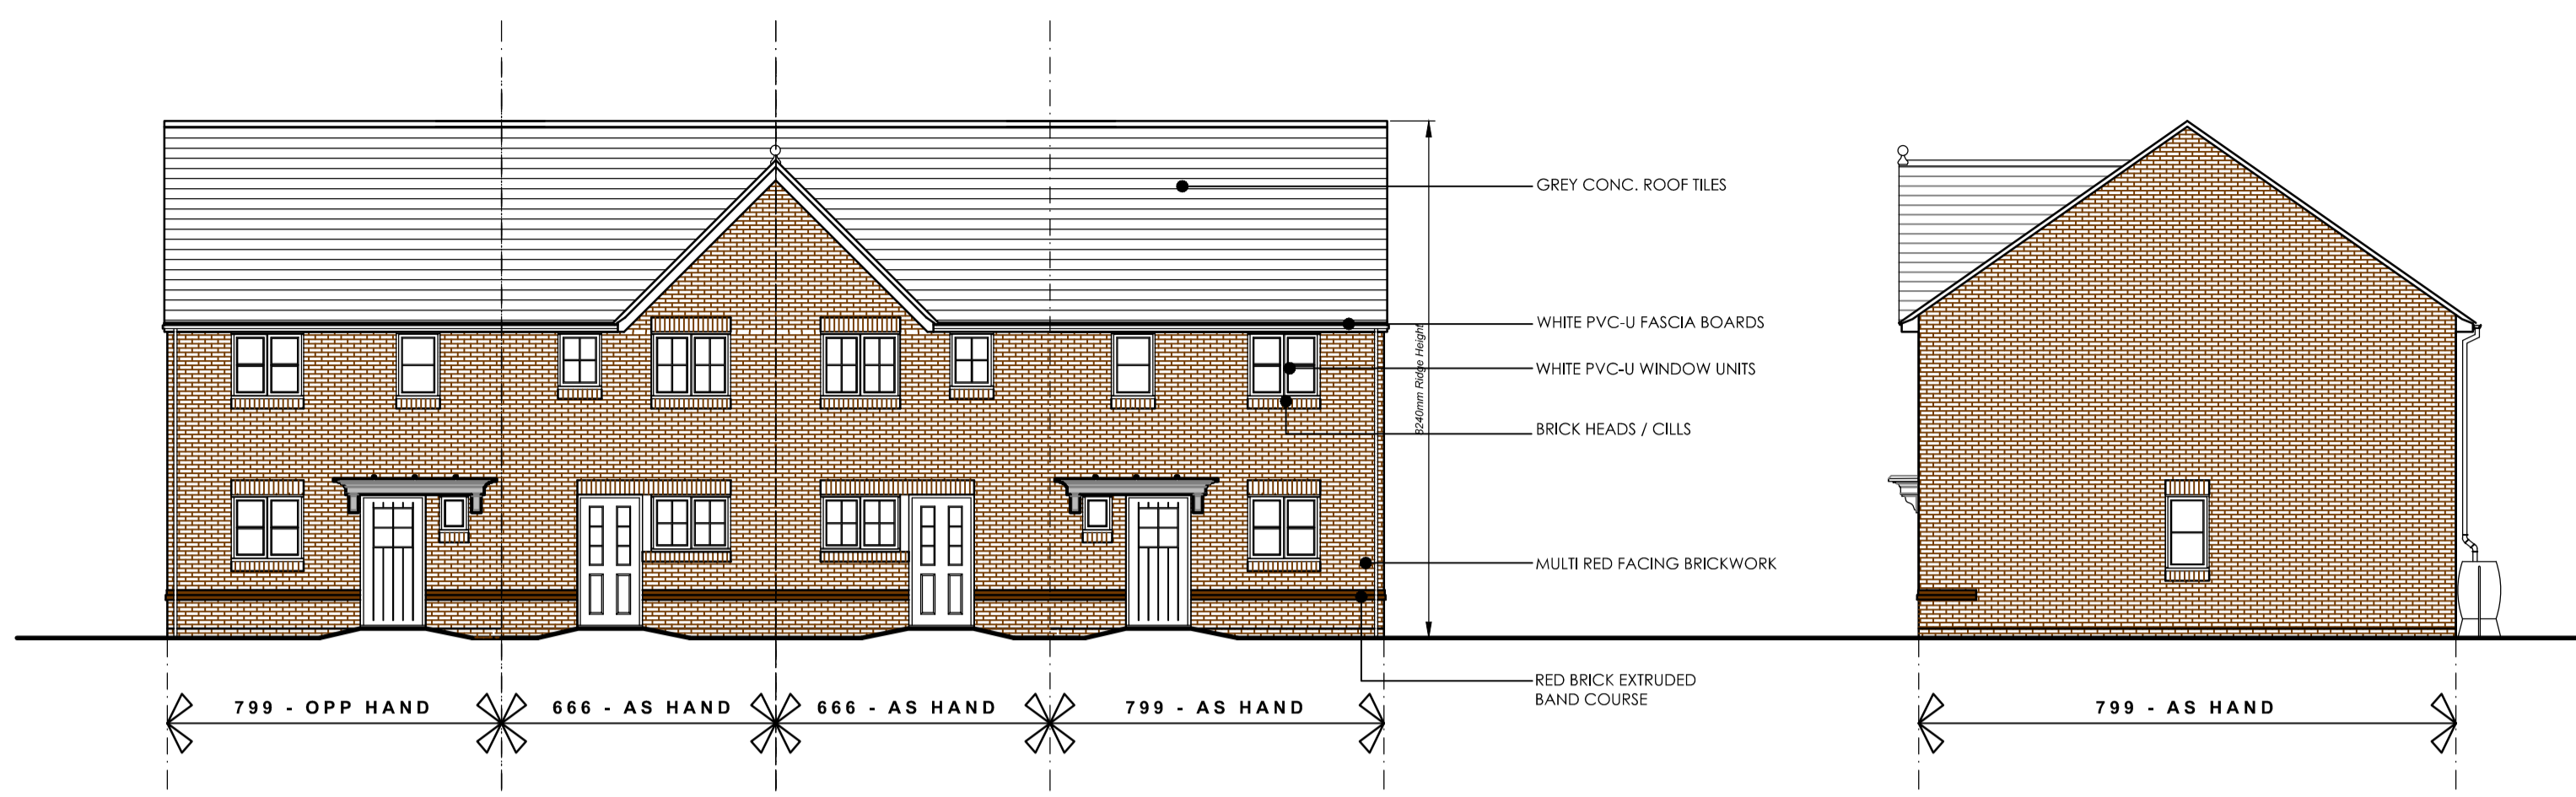 GREY CONC. ROOF TILES
WHITE PVC-U FASCIA BOARDS
8240mm Ridge Height
WHITE PVC-U WINDOW UNITS
BRICK HEADS / CILLS
MULTI RED FACING BRICKWORK
RED BRICK EXTRUDED
BAND COURSE
799 - OPP HAND
666 - AS HAND
666 - AS HAND
799 - AS HAND
799 - AS HAND